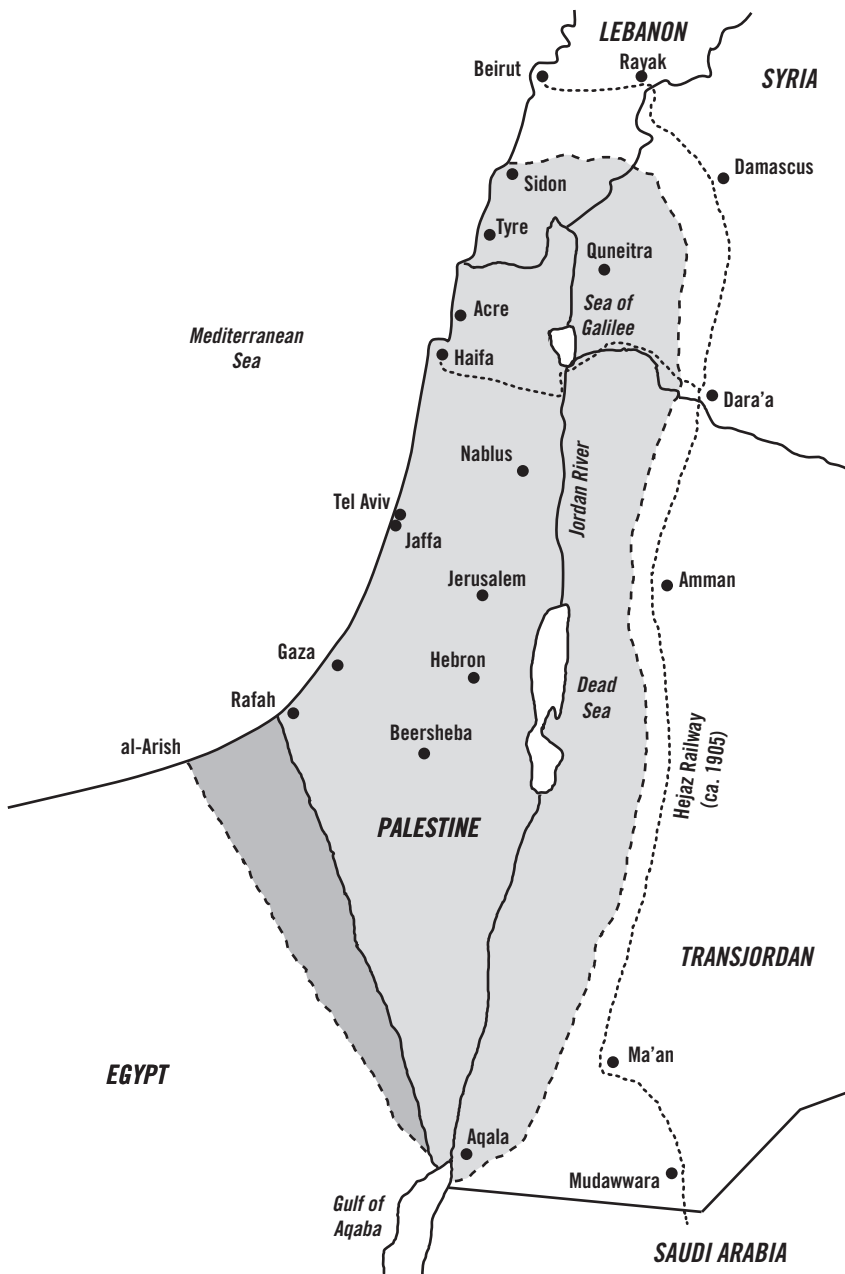 LEBANON
Beirut
Rayak
SYRIA
Damascus
Sidon
Tyre
Quneitra
Acre
Sea of
Galilee
Mediterranean
Sea
Haifa
Dara'a
Nablus
Jordan River
Tel Aviv
Jaffa
Jerusalem
Amman
Gaza
Hebron
Rafah
Dead
Sea
al-Arish
Beersheba
Hejaz Railway
(ca. 1905)
PALESTINE
TRANSJORDAN
EGYPT
Ma'an
Aqala
Mudawwara
Gulf of
Aqaba
SAUDI ARABIA